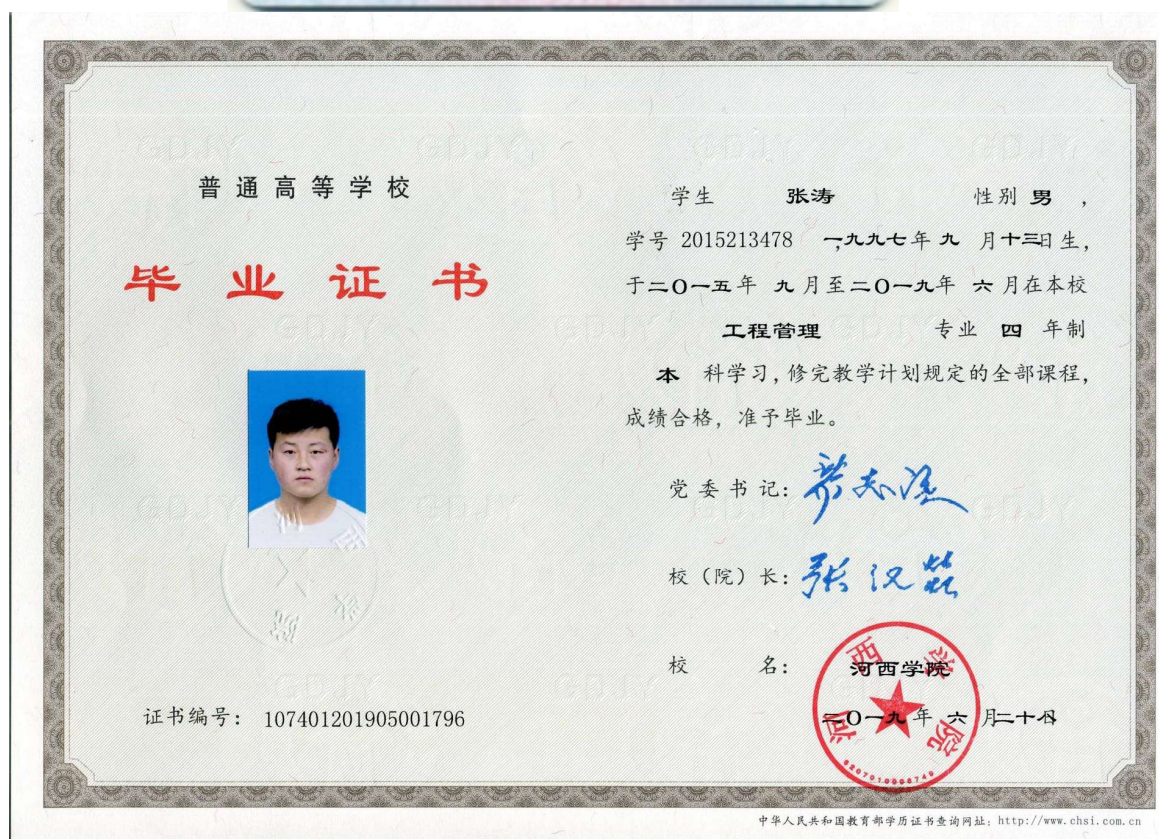 普通高等学校
毕业证书
证书编号： 107401201905001796
学生 张涛 性别 男 ，
学号 2015213478 一九九七年 九 月十三日生，
于二〇一五年 九 月至二〇一九年 六 月在本校
工程管理 专业 四 年制
本 科学习，修完教学计划规定的全部课程，
成绩合格，准予毕业。
党委书记：
校（院）长：
校 名： 河西学院
二〇一九年 六 月二十日
河西学院
6207010006749
中华人民共和国教育部学历证书查询网址：http://www.chsi.com.cn